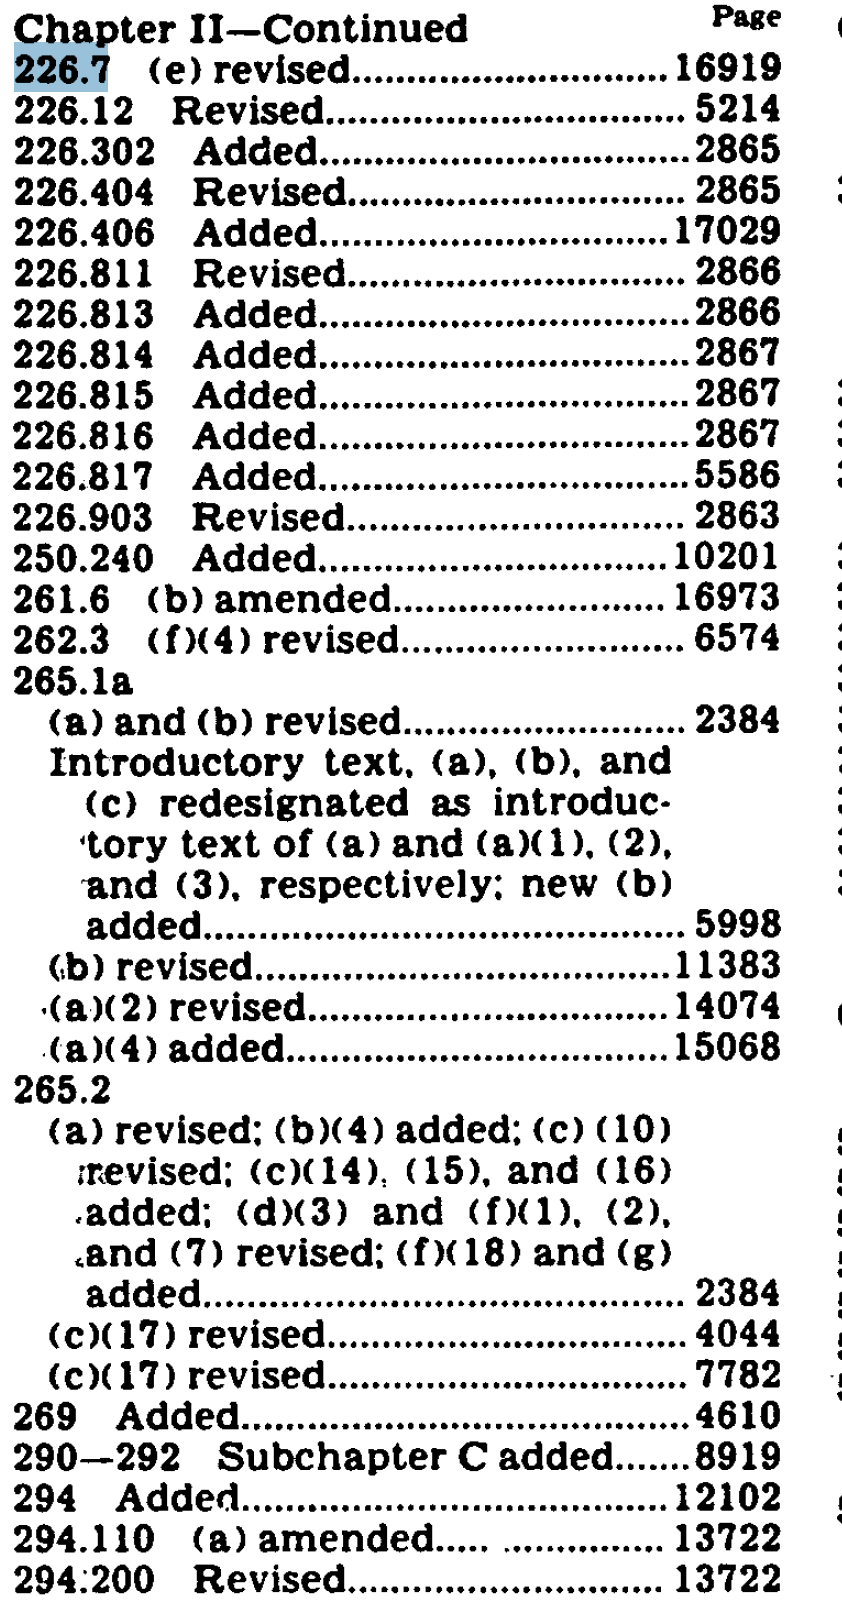 Page
Chapter II—Continued
226.7 (e) revised............................ 16919
226.12 Revised................................ 5214
226.302 Added.................................2865
226.404 Revised.............................. 2865
226.406 Added...............................17029
226.811 Revised.............................. 2866
226.813 Added.................................2866
226.814 Added.................................2867
226.815 Added.................................2867
226.816 Added.................................2867
226.817 Added.................................5586
226.903 Revised.............................. 2863
250.240 Added...............................10201
261.6 (b) amended........................ 16973
262.3 (f)(4) revised......................... 6574
265.1a
(a) and (b) revised......................... 2384
Introductory text, (a), (b), and
(c) redesignated as introduc-
tory text of (a) and (a)(1), (2),
and (3), respectively; new (b)
added........................................... 5998
(b) revised.....................................11383
(a)(2) revised................................14074
(a)(4) added..................................15068
265.2
(a) revised; (b)(4) added; (c) (10)
revised; (c)(14), (15), and (16)
added; (d)(3) and (f)(1), (2),
and (7) revised; (f)(18) and (g)
added........................................... 2384
(c)(17) revised................................ 4044
(c)(17) revised................................ 7782
269 Added........................................4610
290—292 Subchapter C added.......8919
294 Added......................................12102
294.110 (a) amended..... .............. 13722
294.200 Revised............................ 13722